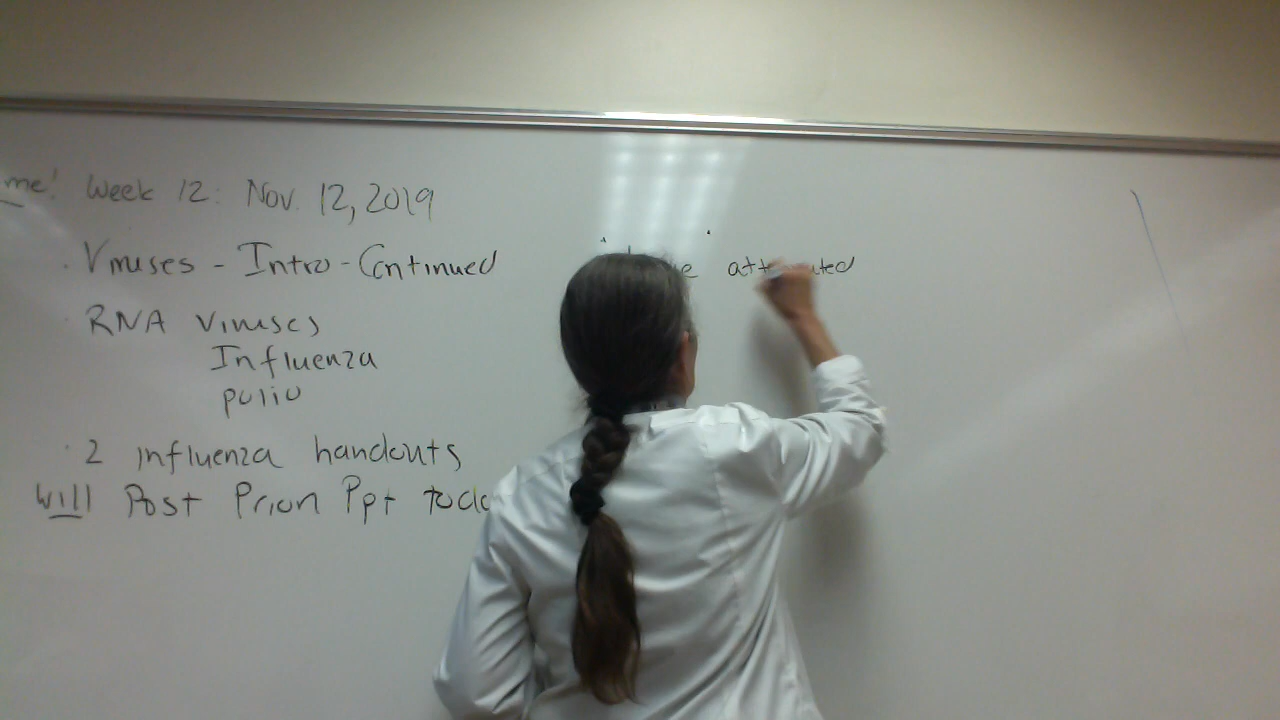 me! Week 12: Nov. 12, 2019
· Viruses - Intro - Continued
· RNA Viruses
Influenza
polio
· 2 influenza handouts
will Post Prion Ppt